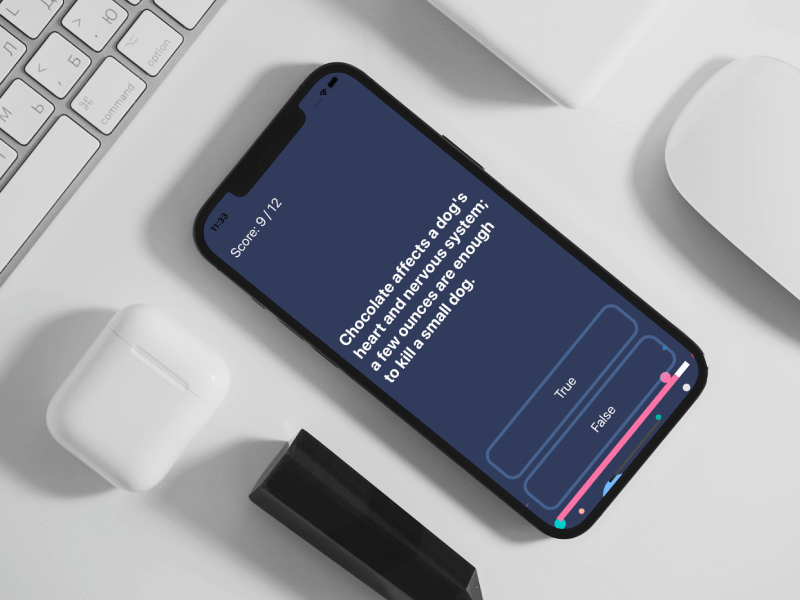 11:33
Score: 9 / 12
Chocolate affects a dog's
heart and nervous system;
a few ounces are enough
to kill a small dog.
True
False
option
command
⌘
Л
Д
>
Ю
<
Б
М
Ь